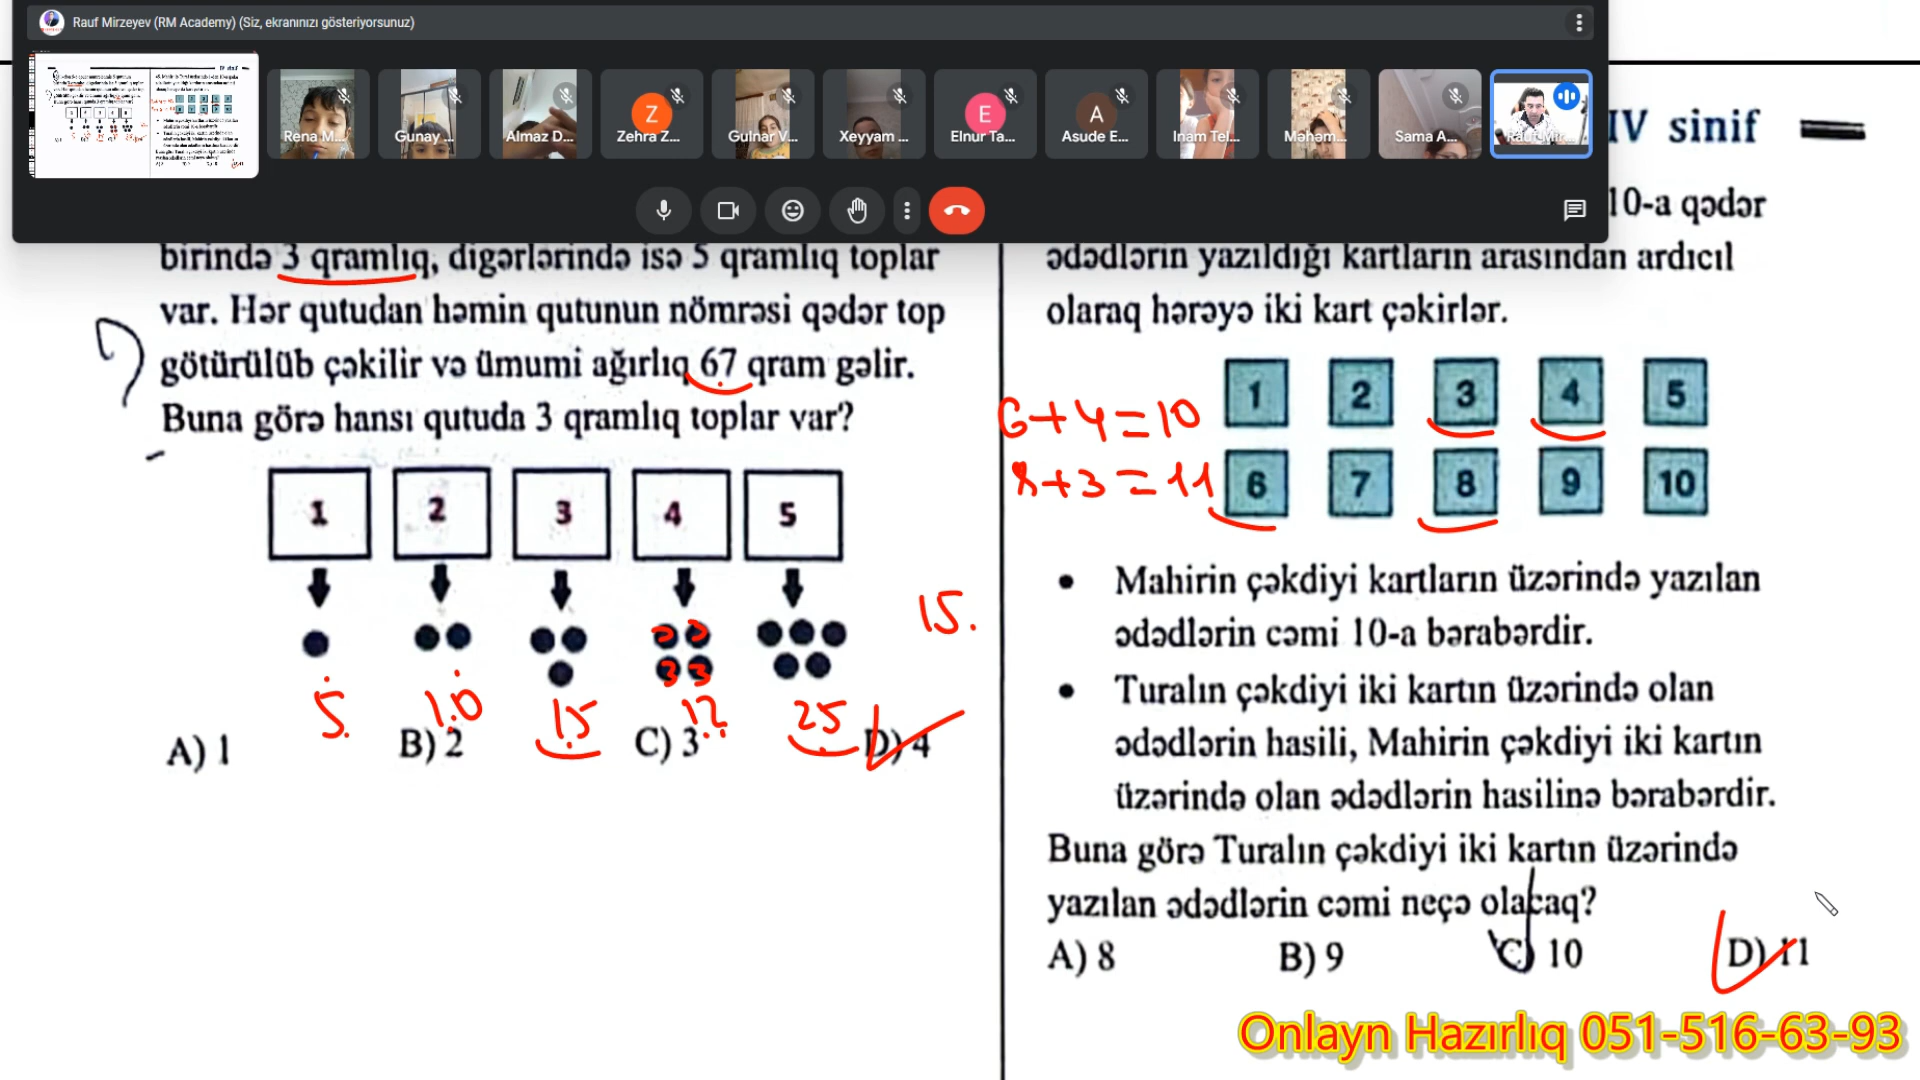 Rauf Mirzeyev (RM Academy) (Siz, ekranınızı gösteriyorsunuz)
Rena M...
Gunay ...
Almaz D...
Z
Zehra Z...
Gulnar V...
Xeyyam ...
E
Elnur Ta...
A
Asude E...
Inam Tel...
Məhəm...
Sama A...
IV sinif
birində 3 qramlıq, digərlərində isə 5 qramlıq toplar
var. Hər qutudan həmin qutunun nömrəsi qədər top
götürülüb çəkilir və ümumi ağırlıq 67 qram gəlir.
Buna görə hansı qutuda 3 qramlıq toplar var?
1 2 3 4 5
3 3
5. 10 15 12 25
15.
A) 1 B) 2 C) 3 D) 4
10-a qədər
ədədlərin yazıldığı kartların arasından ardıcıl
olaraq hərəyə iki kart çəkirlər.
6+4=10
8+3=11
1 2 3 4 5
6 7 8 9 10
• Mahirin çəkdiyi kartların üzərində yazılan
ədədlərin cəmi 10-a bərabərdir.
• Turalın çəkdiyi iki kartın üzərində olan
ədədlərin hasili, Mahirin çəkdiyi iki kartın
üzərində olan ədədlərin hasilinə bərabərdir.
Buna görə Turalın çəkdiyi iki kartın üzərində
yazılan ədədlərin cəmi neçə olacaq?
A) 8 B) 9 C) 10 D) 11
Onlayn Hazırlıq 051-516-63-93